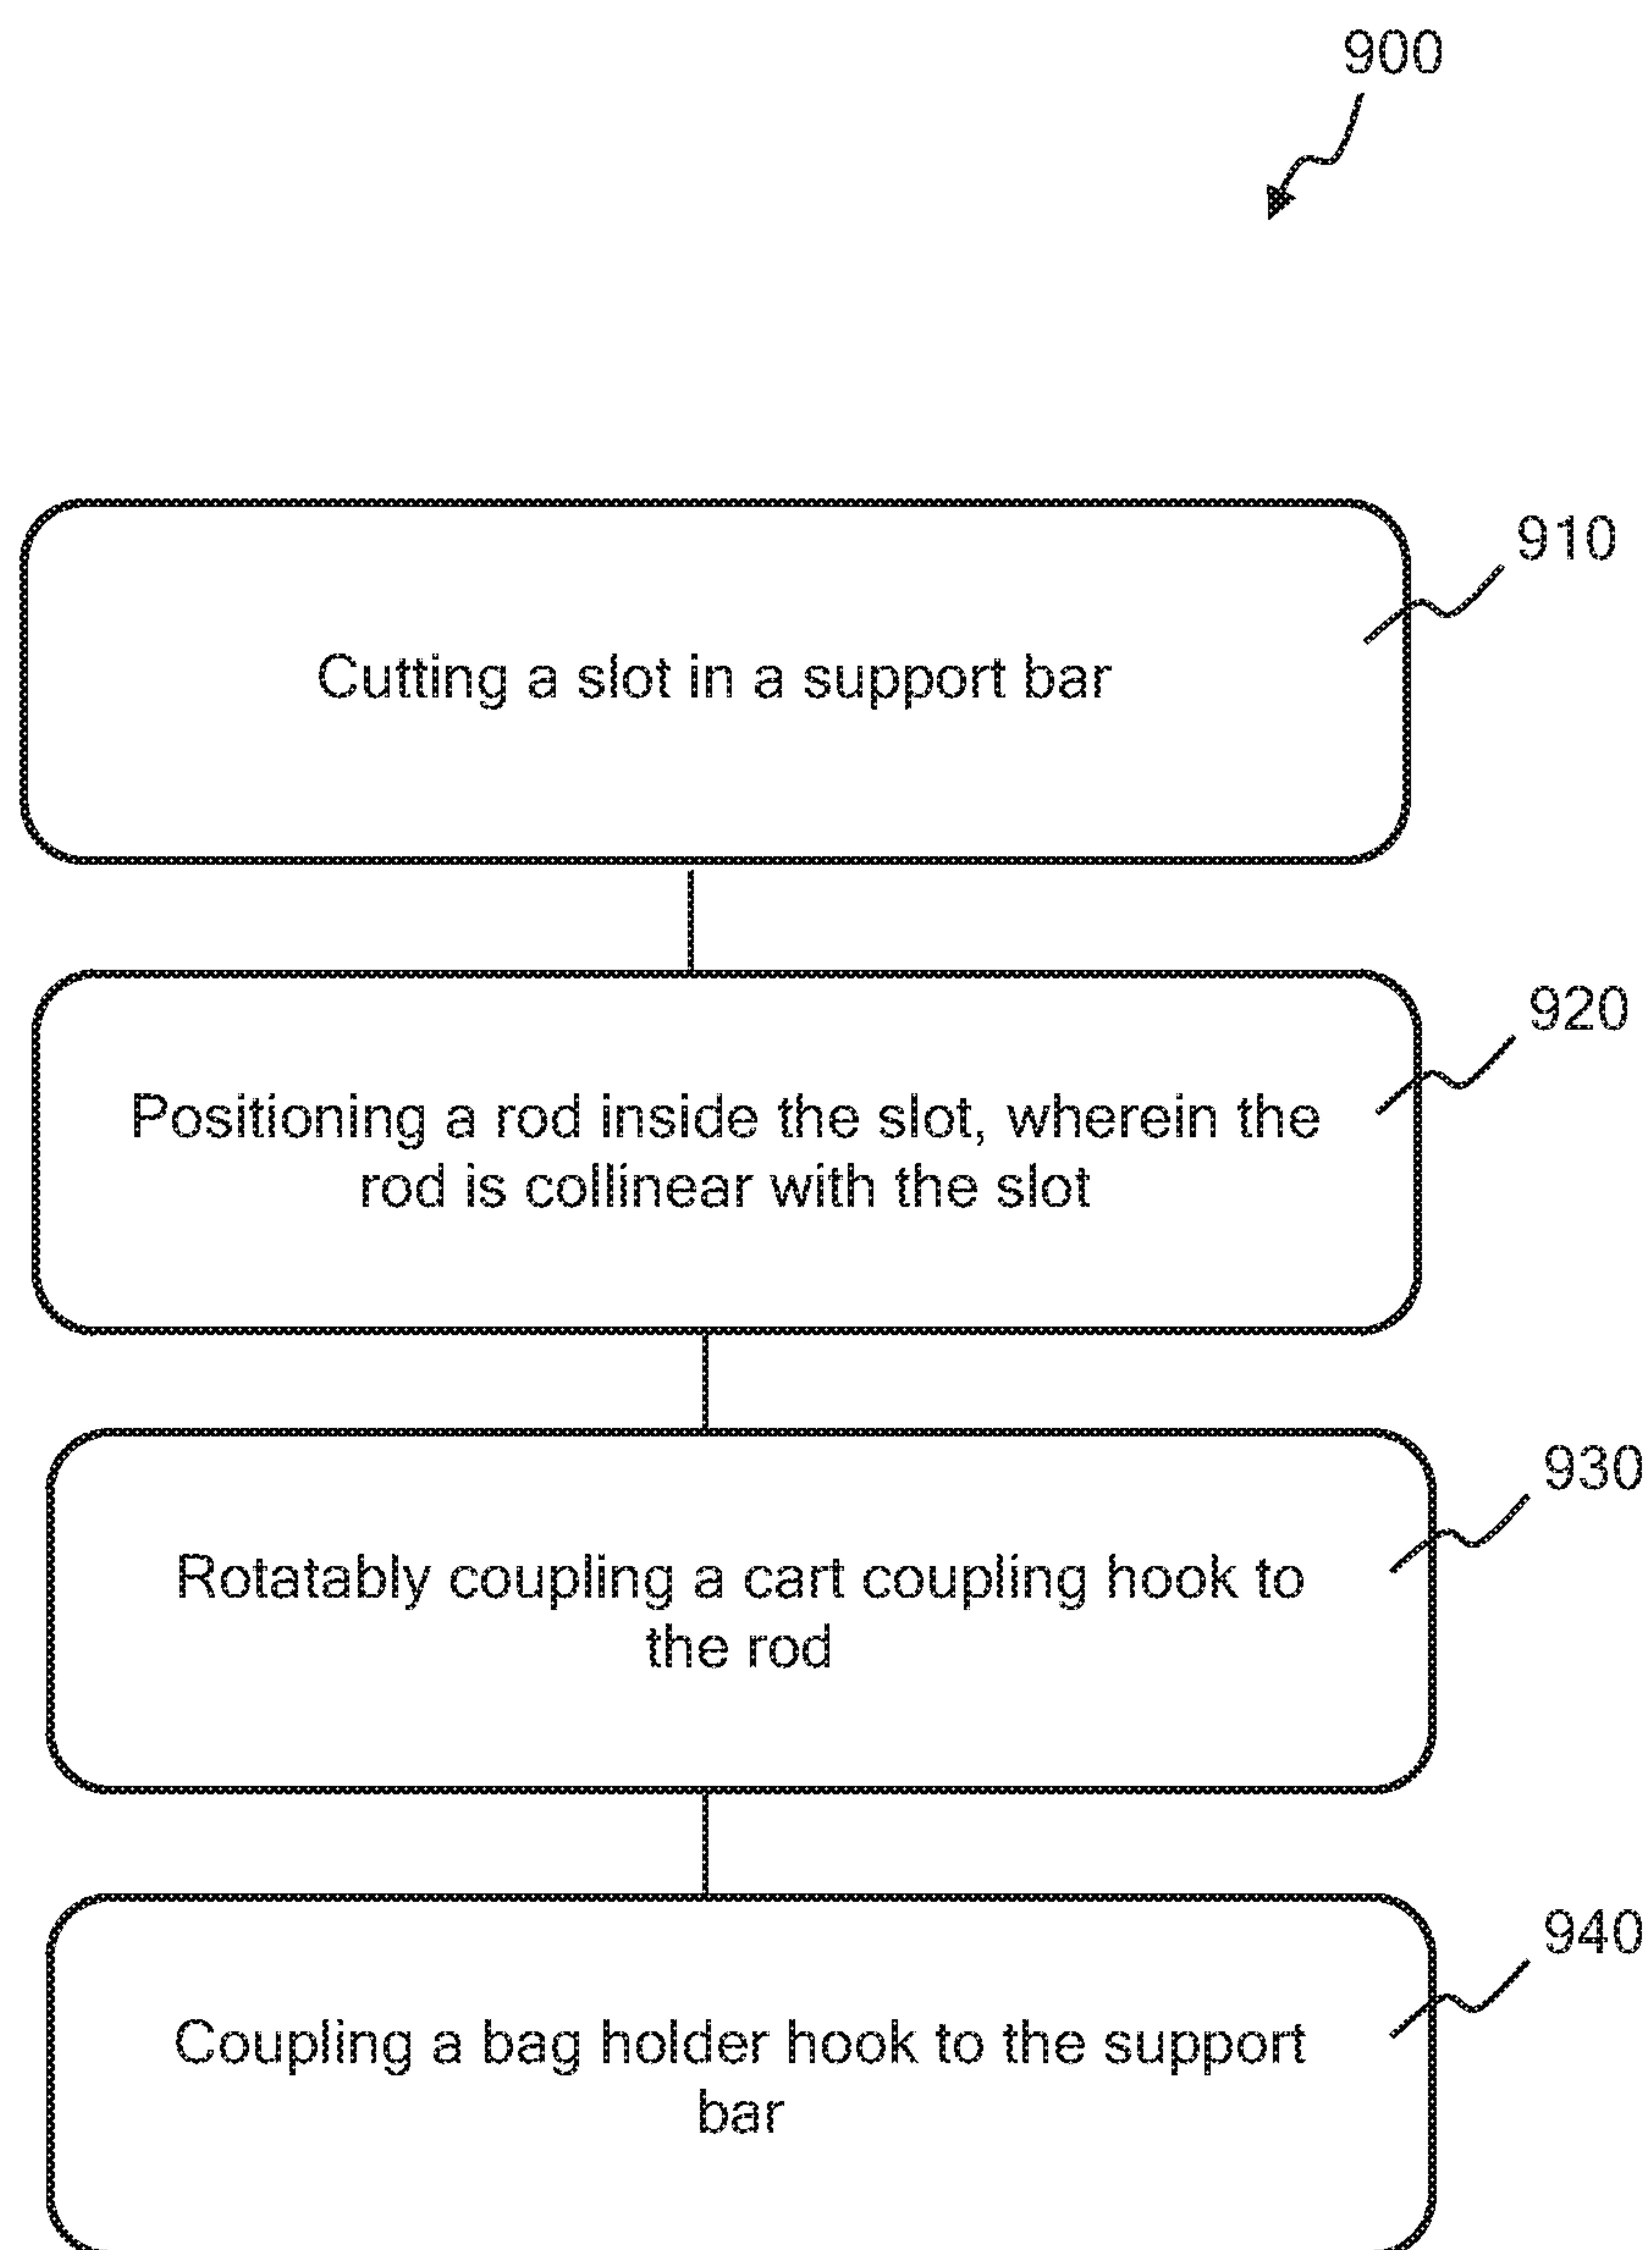 900
910
Cutting a slot in a support bar
920
Positioning a rod inside the slot, wherein the
rod is collinear with the slot
930
Rotatably coupling a cart coupling hook to
the rod
940
Coupling a bag holder hook to the support
bar